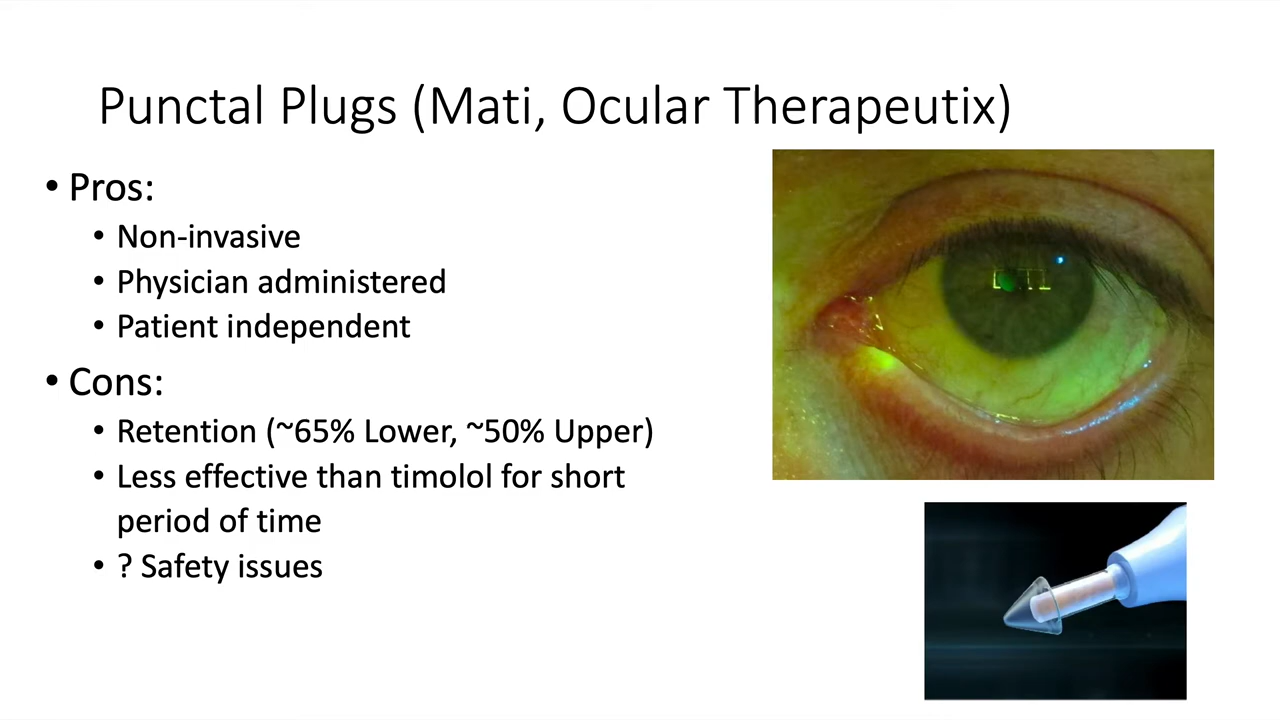 Punctal Plugs (Mati, Ocular Therapeutix)
• Pros:
• Non-invasive
• Physician administered
• Patient independent
• Cons:
• Retention (~65% Lower, ~50% Upper)
• Less effective than timolol for short
period of time
• ? Safety issues